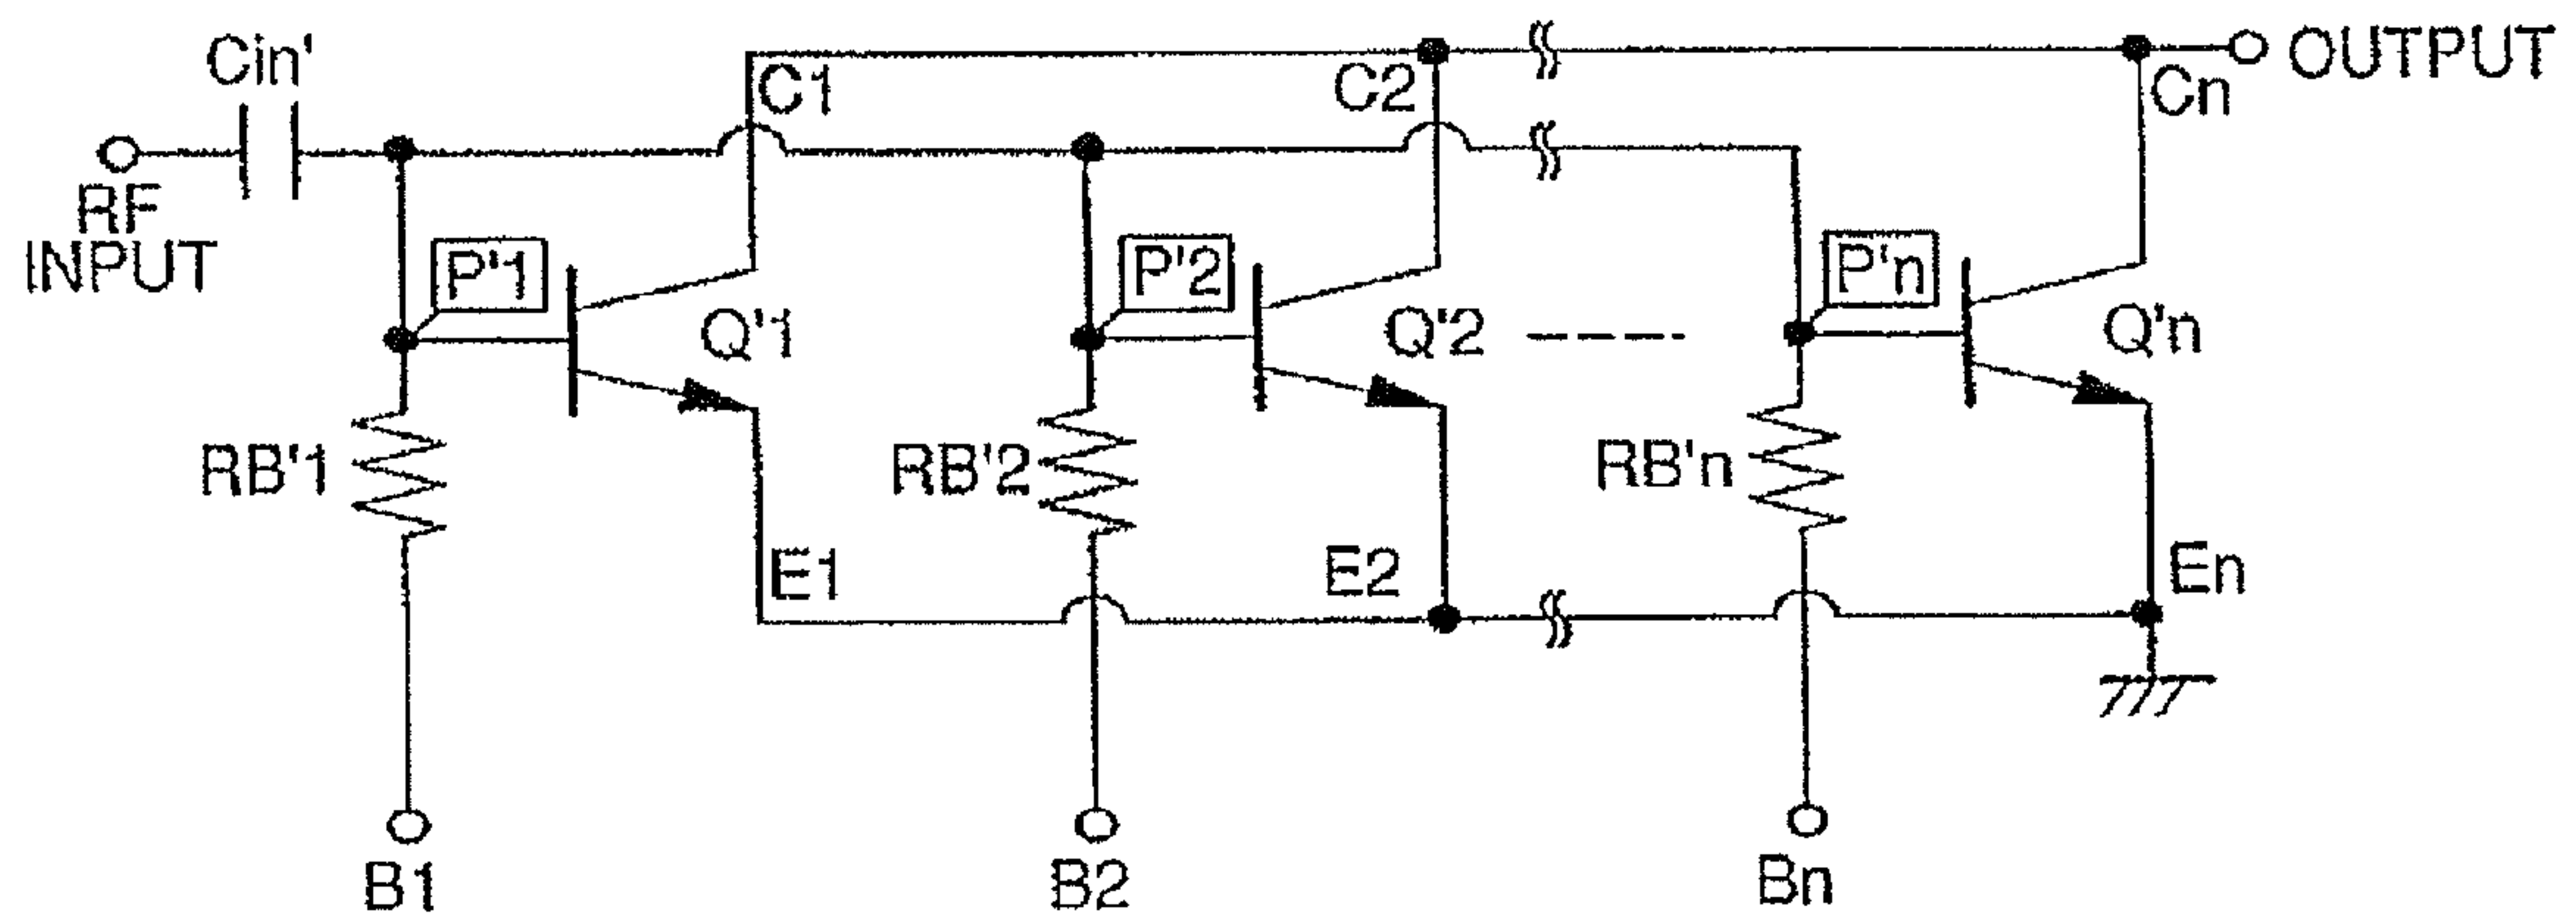 Cin'
C1
C2
Cn
OUTPUT
RF
INPUT
P'1
P'2
P'n
Q'1
Q'2
Q'n
RB'1
RB'2
RB'n
E1
E2
En
B1
B2
Bn